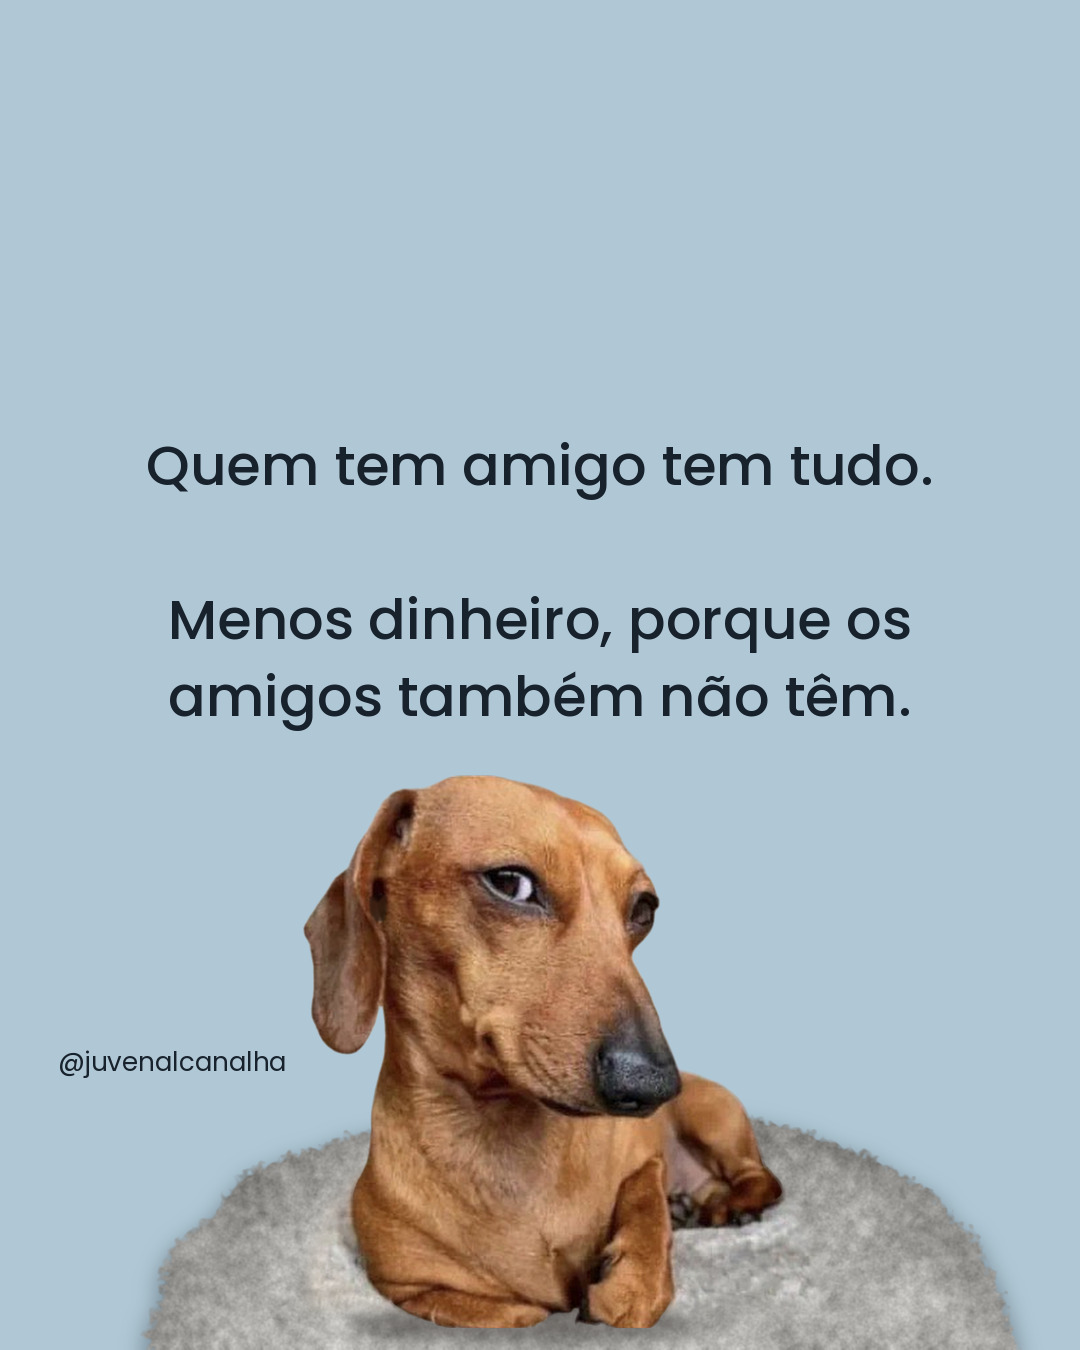 Quem tem amigo tem tudo.
Menos dinheiro, porque os
amigos também não têm.
@juvenalcanalha